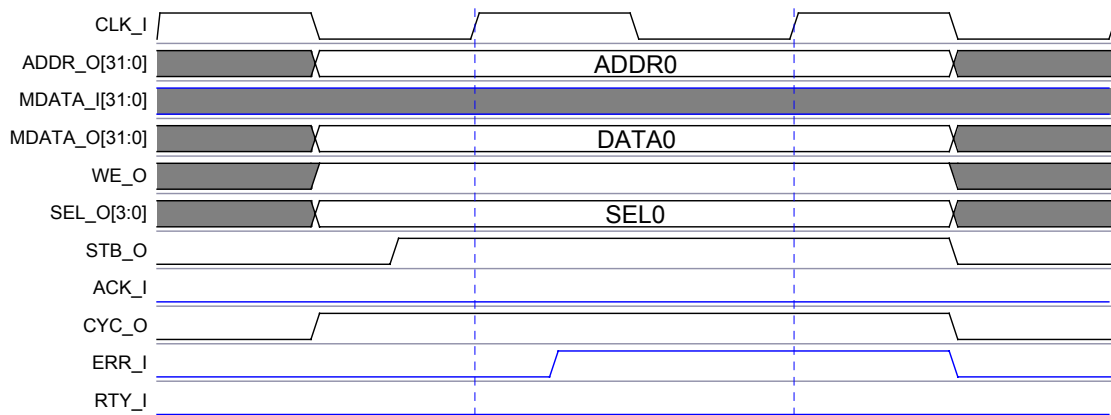 CLK_I
ADDR_O[31:0] ADDR0
MDATA_I[31:0]
MDATA_O[31:0] DATA0
WE_O
SEL_O[3:0] SEL0
STB_O
ACK_I
CYC_O
ERR_I
RTY_I